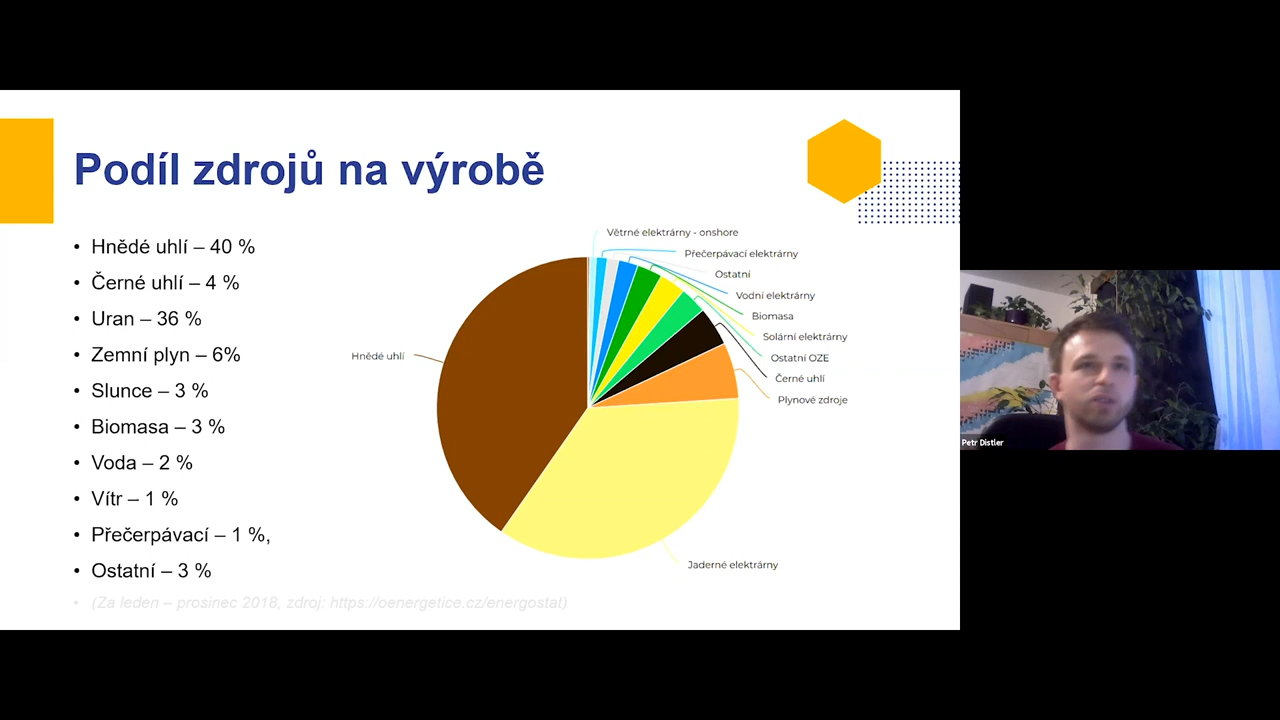 Podíl zdrojů na výrobě
• Hnědé uhlí – 40 %
• Černé uhlí – 4 %
• Uran – 36 %
• Zemní plyn – 6%
• Slunce – 3 %
• Biomasa – 3 %
• Voda – 2 %
• Vítr – 1 %
• Přečerpávací – 1 %,
• Ostatní – 3 %
• (Za leden – prosinec 2018, zdroj: https://oenergetice.cz/energostat)
Větrné elektrárny - onshore
Přečerpávací elektrárny
Ostatní
Vodní elektrárny
Biomasa
Solární elektrárny
Ostatní OZE
Černé uhlí
Plynové zdroje
Hnědé uhlí
Jaderné elektrárny
Petr Distler